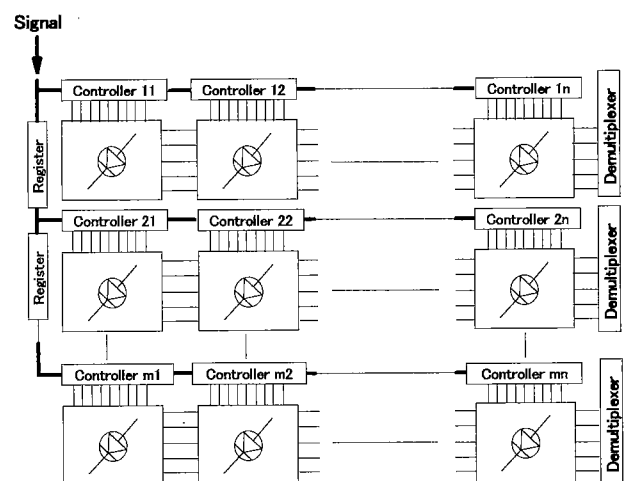 Signal
Controller 11
Controller 12
Controller 1n
Demultiplexer
Register
Controller 21
Controller 22
Controller 2n
Demultiplexer
Register
Controller m1
Controller m2
Controller mn
Demultiplexer